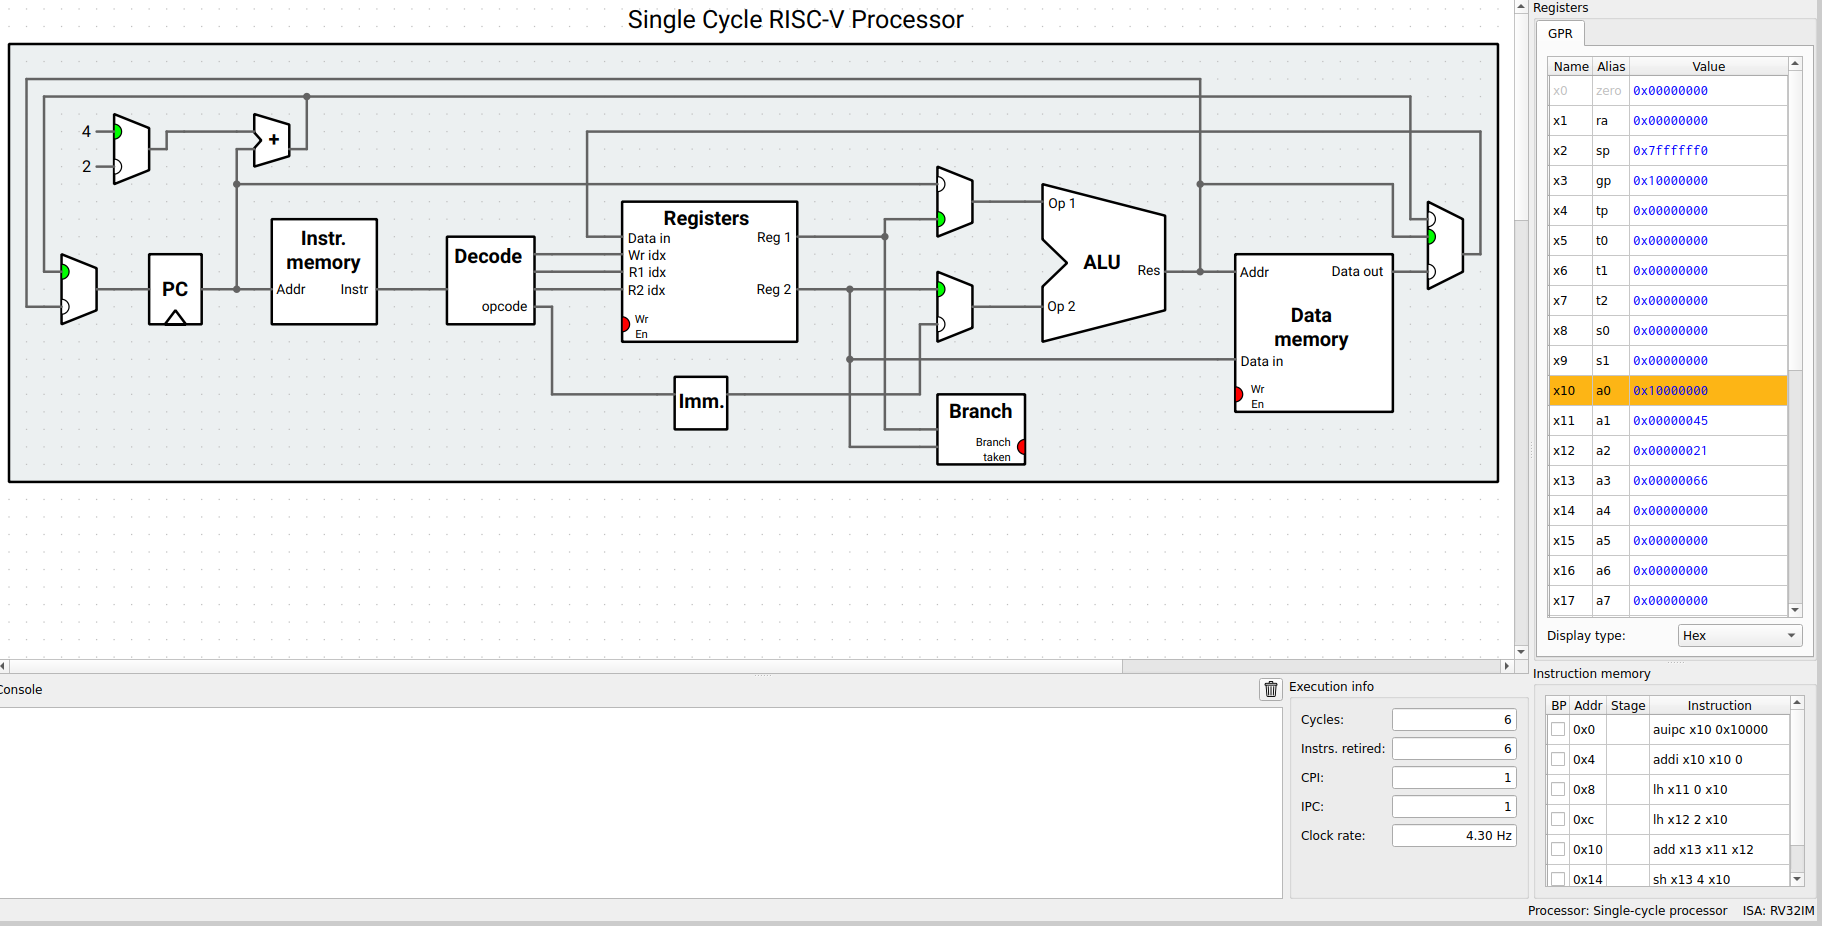 Single Cycle RISC-V Processor
4
2
+
PC
Instr.
memory
Addr
Instr
Decode
opcode
Registers
Data in
Wr idx
R1 idx
R2 idx
Reg 1
Reg 2
Wr
En
Imm.
Op 1
Op 2
ALU
Res
Branch
Branch
taken
Addr
Data out
Data
memory
Data in
Wr
En
Registers
GPR
Name Alias Value
x0 zero 0x00000000
x1 ra 0x00000000
x2 sp 0x7ffffff0
x3 gp 0x10000000
x4 tp 0x00000000
x5 t0 0x00000000
x6 t1 0x00000000
x7 t2 0x00000000
x8 s0 0x00000000
x9 s1 0x00000000
x10 a0 0x10000000
x11 a1 0x00000045
x12 a2 0x00000021
x13 a3 0x00000066
x14 a4 0x00000000
x15 a5 0x00000000
x16 a6 0x00000000
x17 a7 0x00000000
Display type: Hex
Console
Execution info
Cycles: 6
Instrs. retired: 6
CPI: 1
IPC: 1
Clock rate: 4.30 Hz
Instruction memory
BP Addr Stage Instruction
0x0 auipc x10 0x10000
0x4 addi x10 x10 0
0x8 lh x11 0 x10
0xc lh x12 2 x10
0x10 add x13 x11 x12
0x14 sh x13 4 x10
Processor: Single-cycle processor ISA: RV32IM